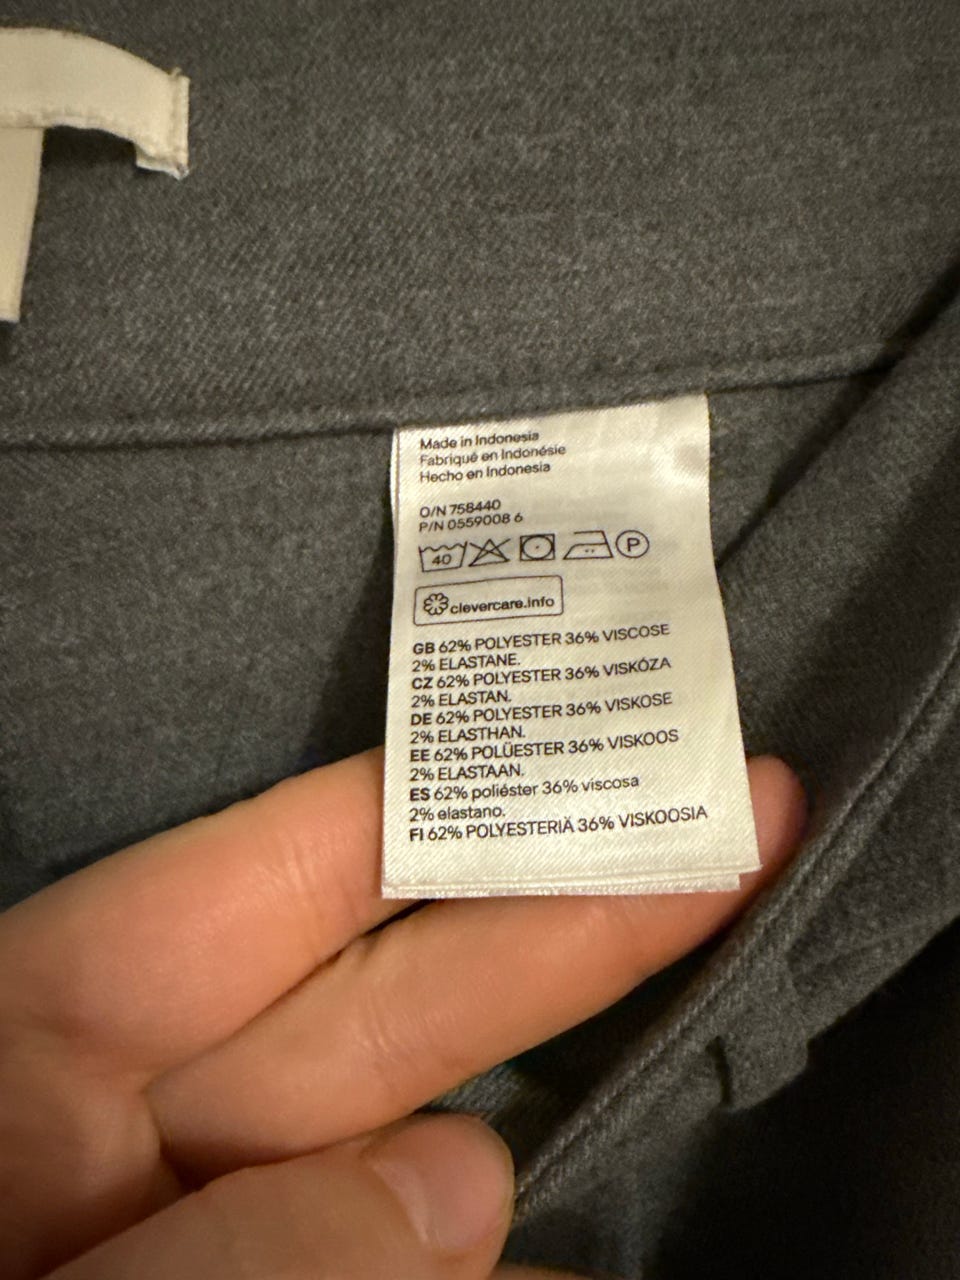 Made in Indonesia
Fabriqué en Indonésie
Hecho en Indonesia
O/N 758440
P/N 0559008 6
40 P
clevercare.info
GB 62% POLYESTER 36% VISCOSE
2% ELASTANE.
CZ 62% POLYESTER 36% VISKÓZA
2% ELASTAN.
DE 62% POLYESTER 36% VISKOSE
2% ELASTHAN.
EE 62% POLÜESTER 36% VISKOOS
2% ELASTAAN.
ES 62% poliéster 36% viscosa
2% elastano.
FI 62% POLYESTERIÄ 36% VISKOOSIA